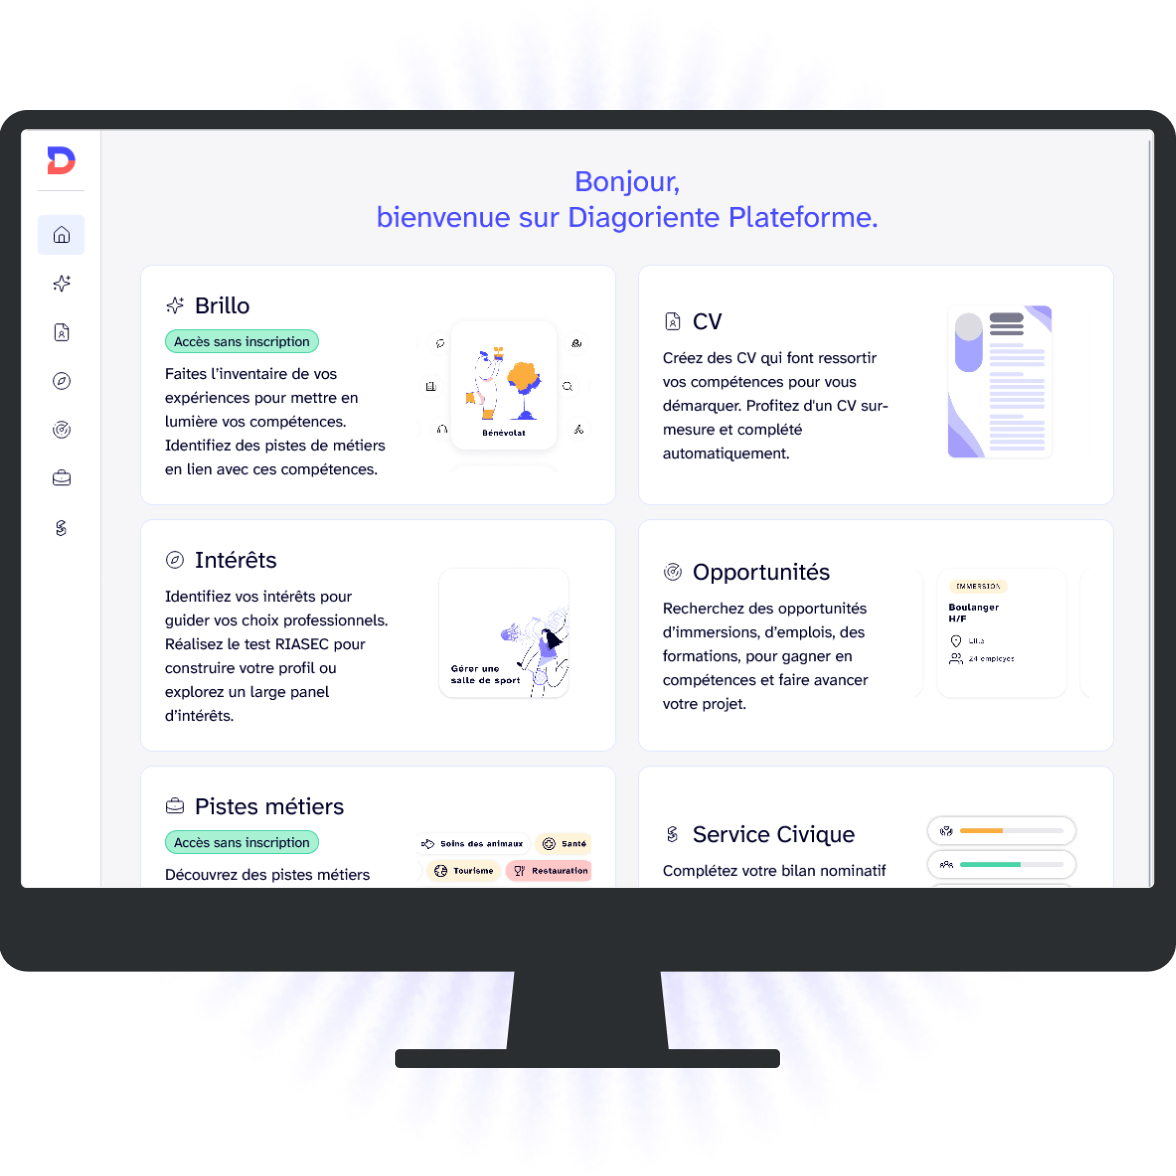 Bonjour,
bienvenue sur Diagoriente Plateforme.
Brillo
Accès sans inscription
Faites l'inventaire de vos
expériences pour mettre en
lumière vos compétences.
Identifiez des pistes de métiers
en lien avec ces compétences.
Bénévolat
CV
Créez des CV qui font ressortir
vos compétences pour vous
démarquer. Profitez d'un CV sur-
mesure et complété
automatiquement.
Intérêts
Identifiez vos intérêts pour
guider vos choix professionnels.
Réalisez le test RIASEC pour
construire votre profil ou
explorez un large panel
d'intérêts.
Gérer une
salle de sport
Opportunités
Recherchez des opportunités
d'immersions, d'emplois, des
formations, pour gagner en
compétences et faire avancer
votre projet.
IMMERSION
Boulanger
H/F
24 employés
Pistes métiers
Accès sans inscription
Découvrez des pistes métiers
Soins des animaux
Santé
Tourisme
Restauration
Service Civique
Complétez votre bilan nominatif